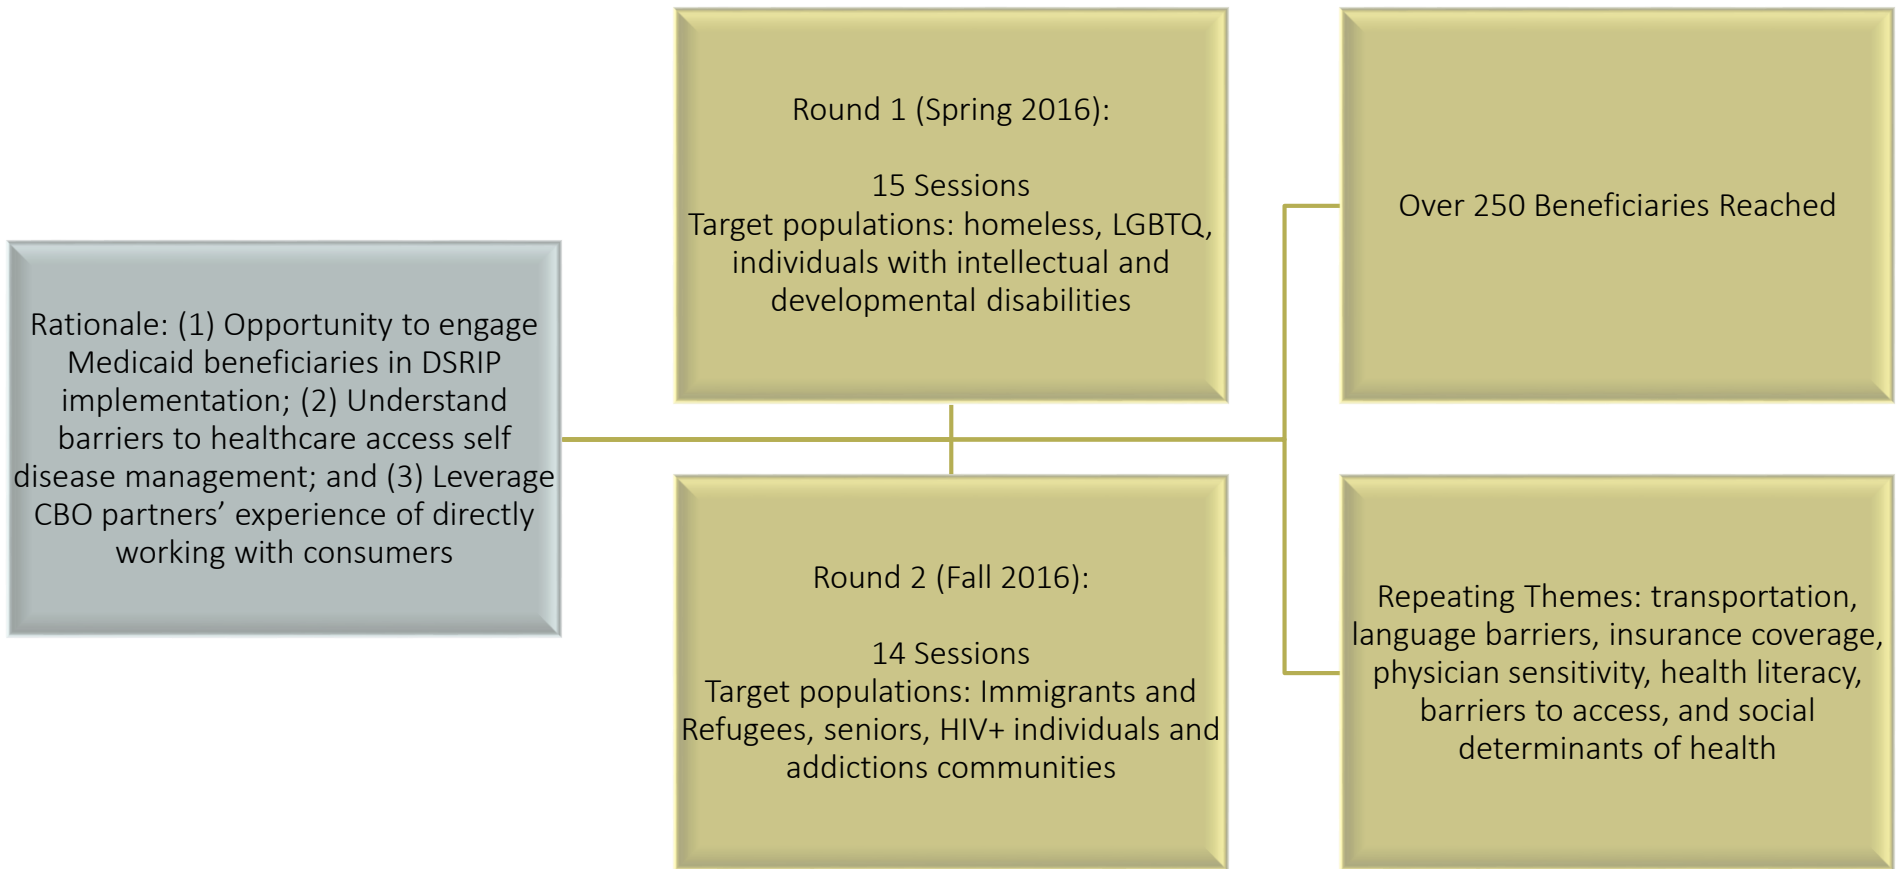 Rationale: (1) Opportunity to engage
Medicaid beneficiaries in DSRIP
implementation; (2) Understand
barriers to healthcare access self
disease management; and (3) Leverage
CBO partners’ experience of directly
working with consumers
Round 1 (Spring 2016):
15 Sessions
Target populations: homeless, LGBTQ,
individuals with intellectual and
developmental disabilities
Round 2 (Fall 2016):
14 Sessions
Target populations: Immigrants and
Refugees, seniors, HIV+ individuals and
addictions communities
Over 250 Beneficiaries Reached
Repeating Themes: transportation,
language barriers, insurance coverage,
physician sensitivity, health literacy,
barriers to access, and social
determinants of health